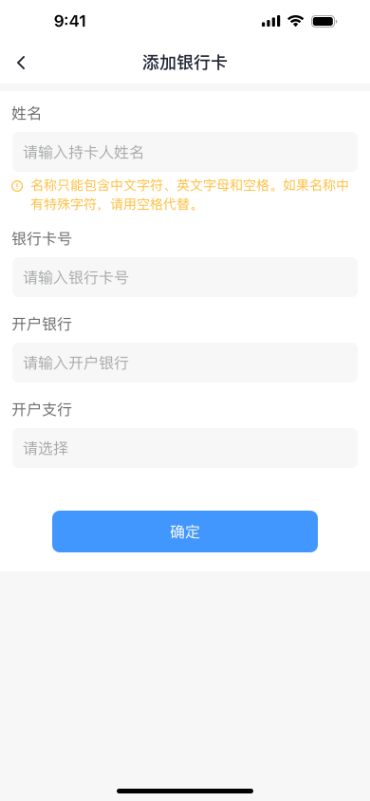 9:41
添加银行卡
姓名
请输入持卡人姓名
名称只能包含中文字符、英文字母和空格。如果名称中
有特殊字符，请用空格代替。
银行卡号
请输入银行卡号
开户银行
请输入开户银行
开户支行
请选择
确定